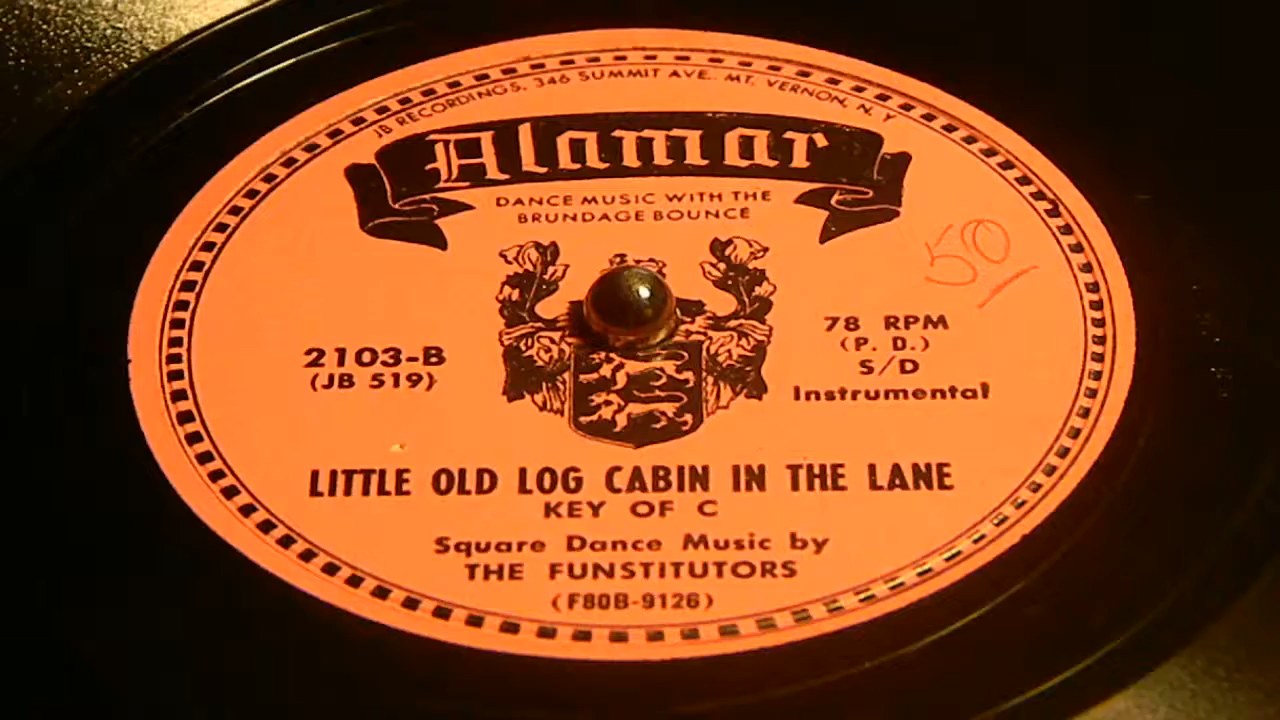 JB RECORDINGS, 346 SUMMIT AVE. MT. VERNON, N. Y
Alamar
DANCE MUSIC WITH THE
BRUNDAGE BOUNCE
50
2103-B
(JB 519)
78 RPM
(P. D.)
S/D
Instrumental
LITTLE OLD LOG CABIN IN THE LANE
KEY OF C
Square Dance Music by
THE FUNSTITUTORS
(F80B-9126)